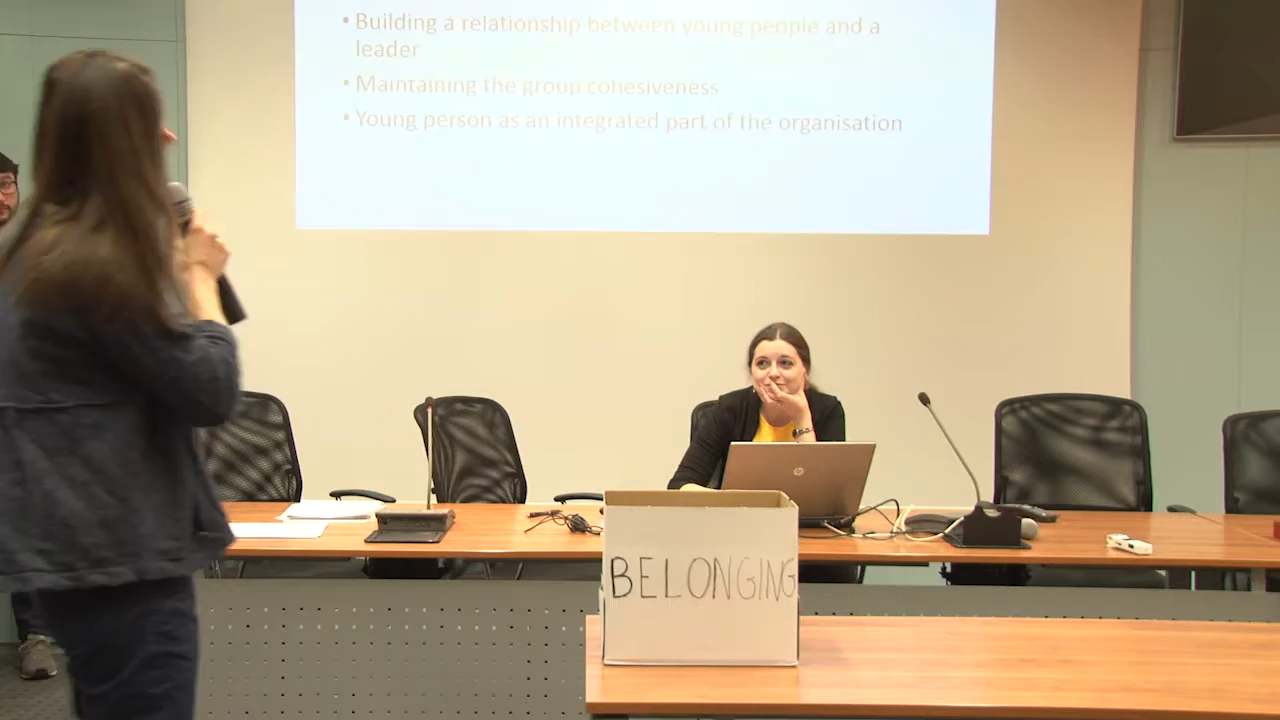 • Building a relationship between young people and a
leader
• Maintaining the group cohesiveness
• Young person as an integrated part of the organisation
hp
BELONGING